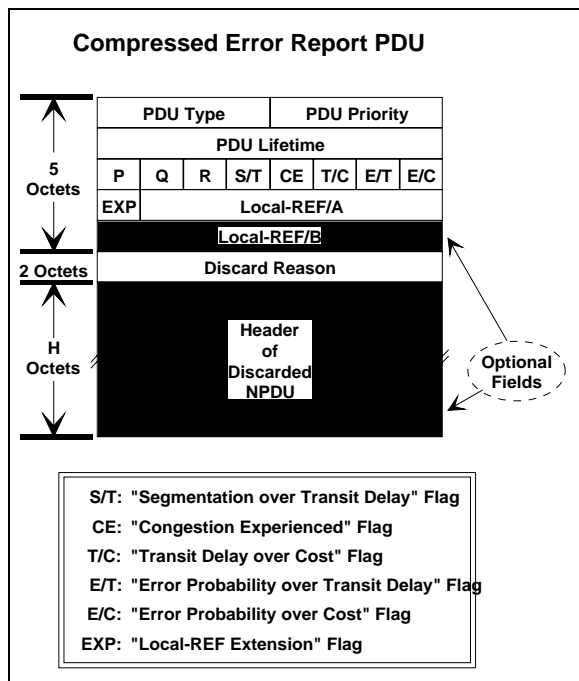 Compressed Error Report PDU
PDU Type PDU Priority
PDU Lifetime
P Q R S/T CE T/C E/T E/C
EXP Local-REF/A
Local-REF/B
Discard Reason
5
Octets
2 Octets
H
Octets
Header
of
Discarded
NPDU
Optional
Fields
S/T: "Segmentation over Transit Delay" Flag
CE: "Congestion Experienced" Flag
T/C: "Transit Delay over Cost" Flag
E/T: "Error Probability over Transit Delay" Flag
E/C: "Error Probability over Cost" Flag
EXP: "Local-REF Extension" Flag